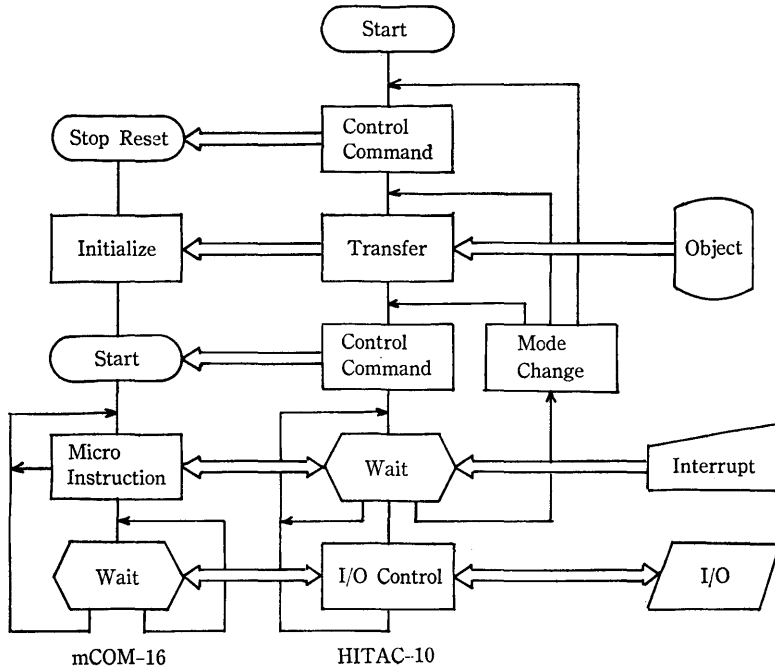 Start
Stop Reset
Control
Command
Initialize
Transfer
Object
Start
Control
Command
Mode
Change
Micro
Instruction
Wait
Interrupt
Wait
I/O Control
I/O
mCOM-16
HITAC-10